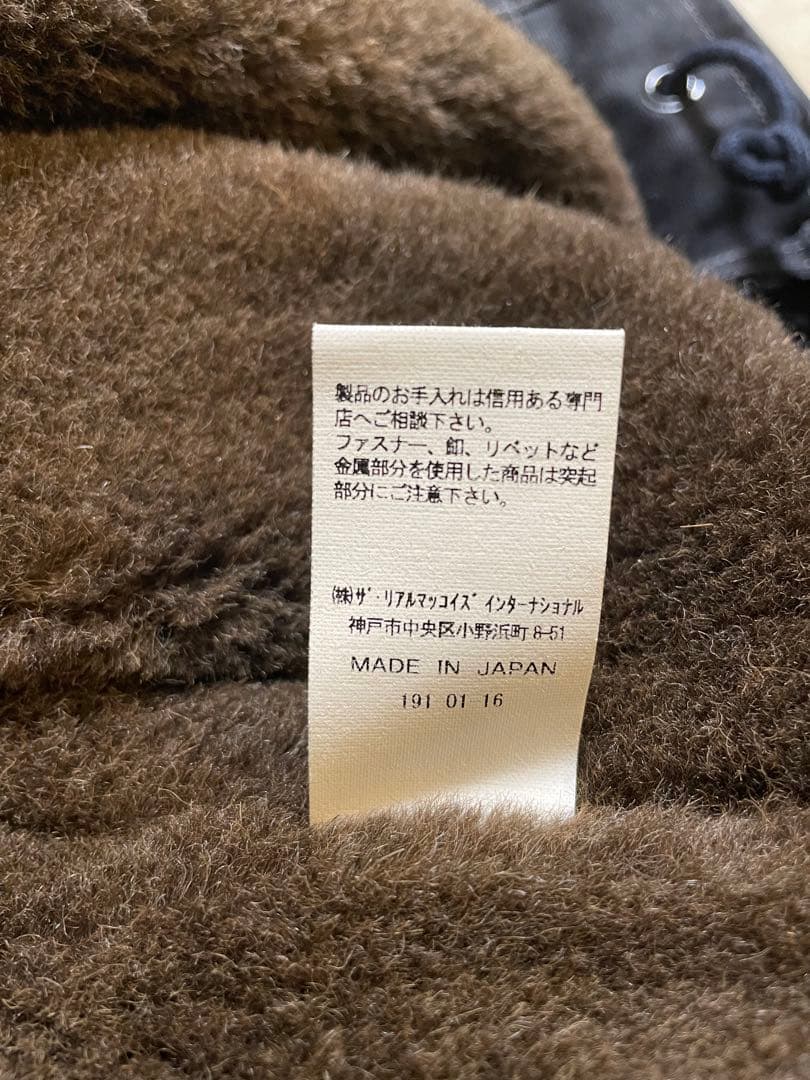 製品のお手入れは信用ある専門
店へご相談下さい。
ファスナー、釦、リベットなど
金属部分を使用した商品は突起
部分にご注意下さい。
㈱ｻﾞ･ﾘｱﾙﾏｯｺｲｽﾞ ｲﾝﾀｰﾅｼｮﾅﾙ
神戸市中央区小野浜町8-51
MADE IN JAPAN
191 01 16